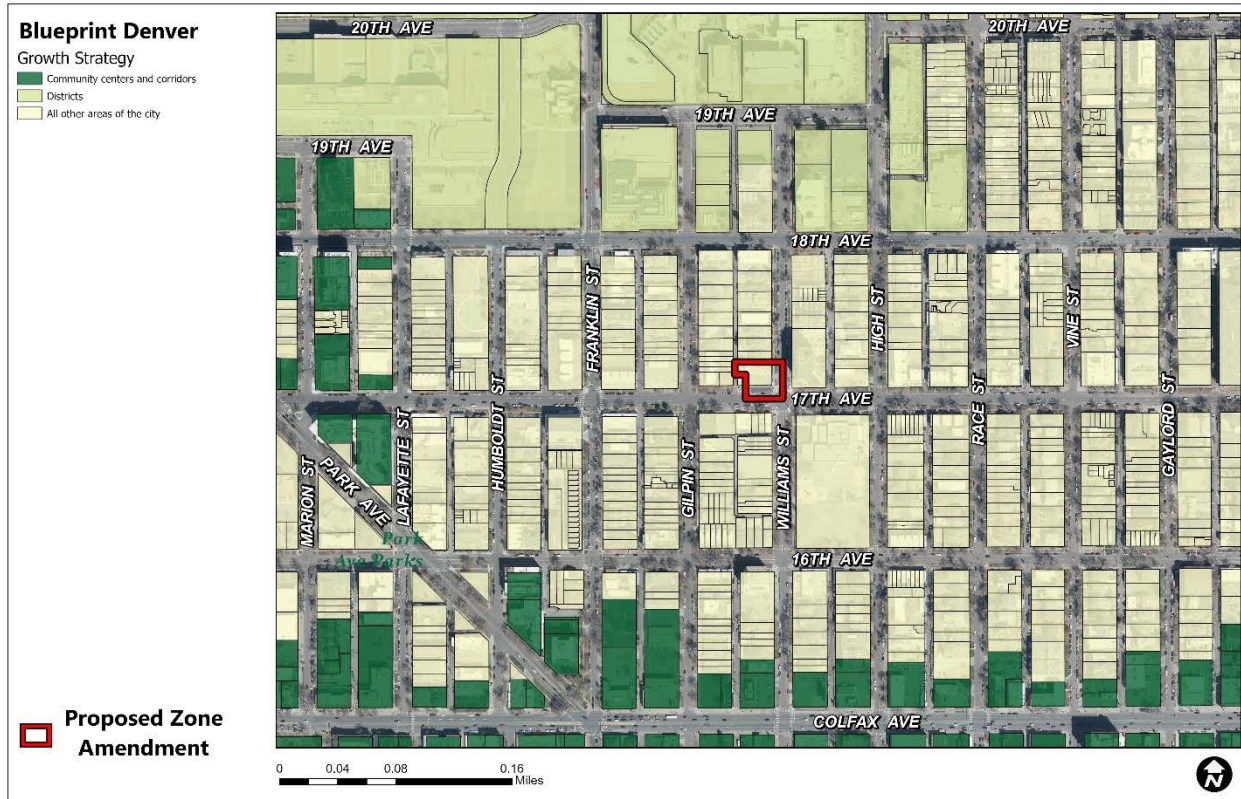 Blueprint Denver
Growth Strategy
Community centers and corridors
Districts
All other areas of the city
20TH AVE
20TH AVE
19TH AVE
19TH AVE
18TH AVE
FRANKLIN ST
HIGH ST
VINE ST
17TH AVE
MARION ST
PARK AVE
LAFAYETTE ST
HUMBOLDT ST
GILPIN ST
WILLIAMS ST
RACE ST
GAYLORD ST
Park
Ave Parks
16TH AVE
COLFAX AVE
Proposed Zone
Amendment
0 0.04 0.08 0.16
Miles
N